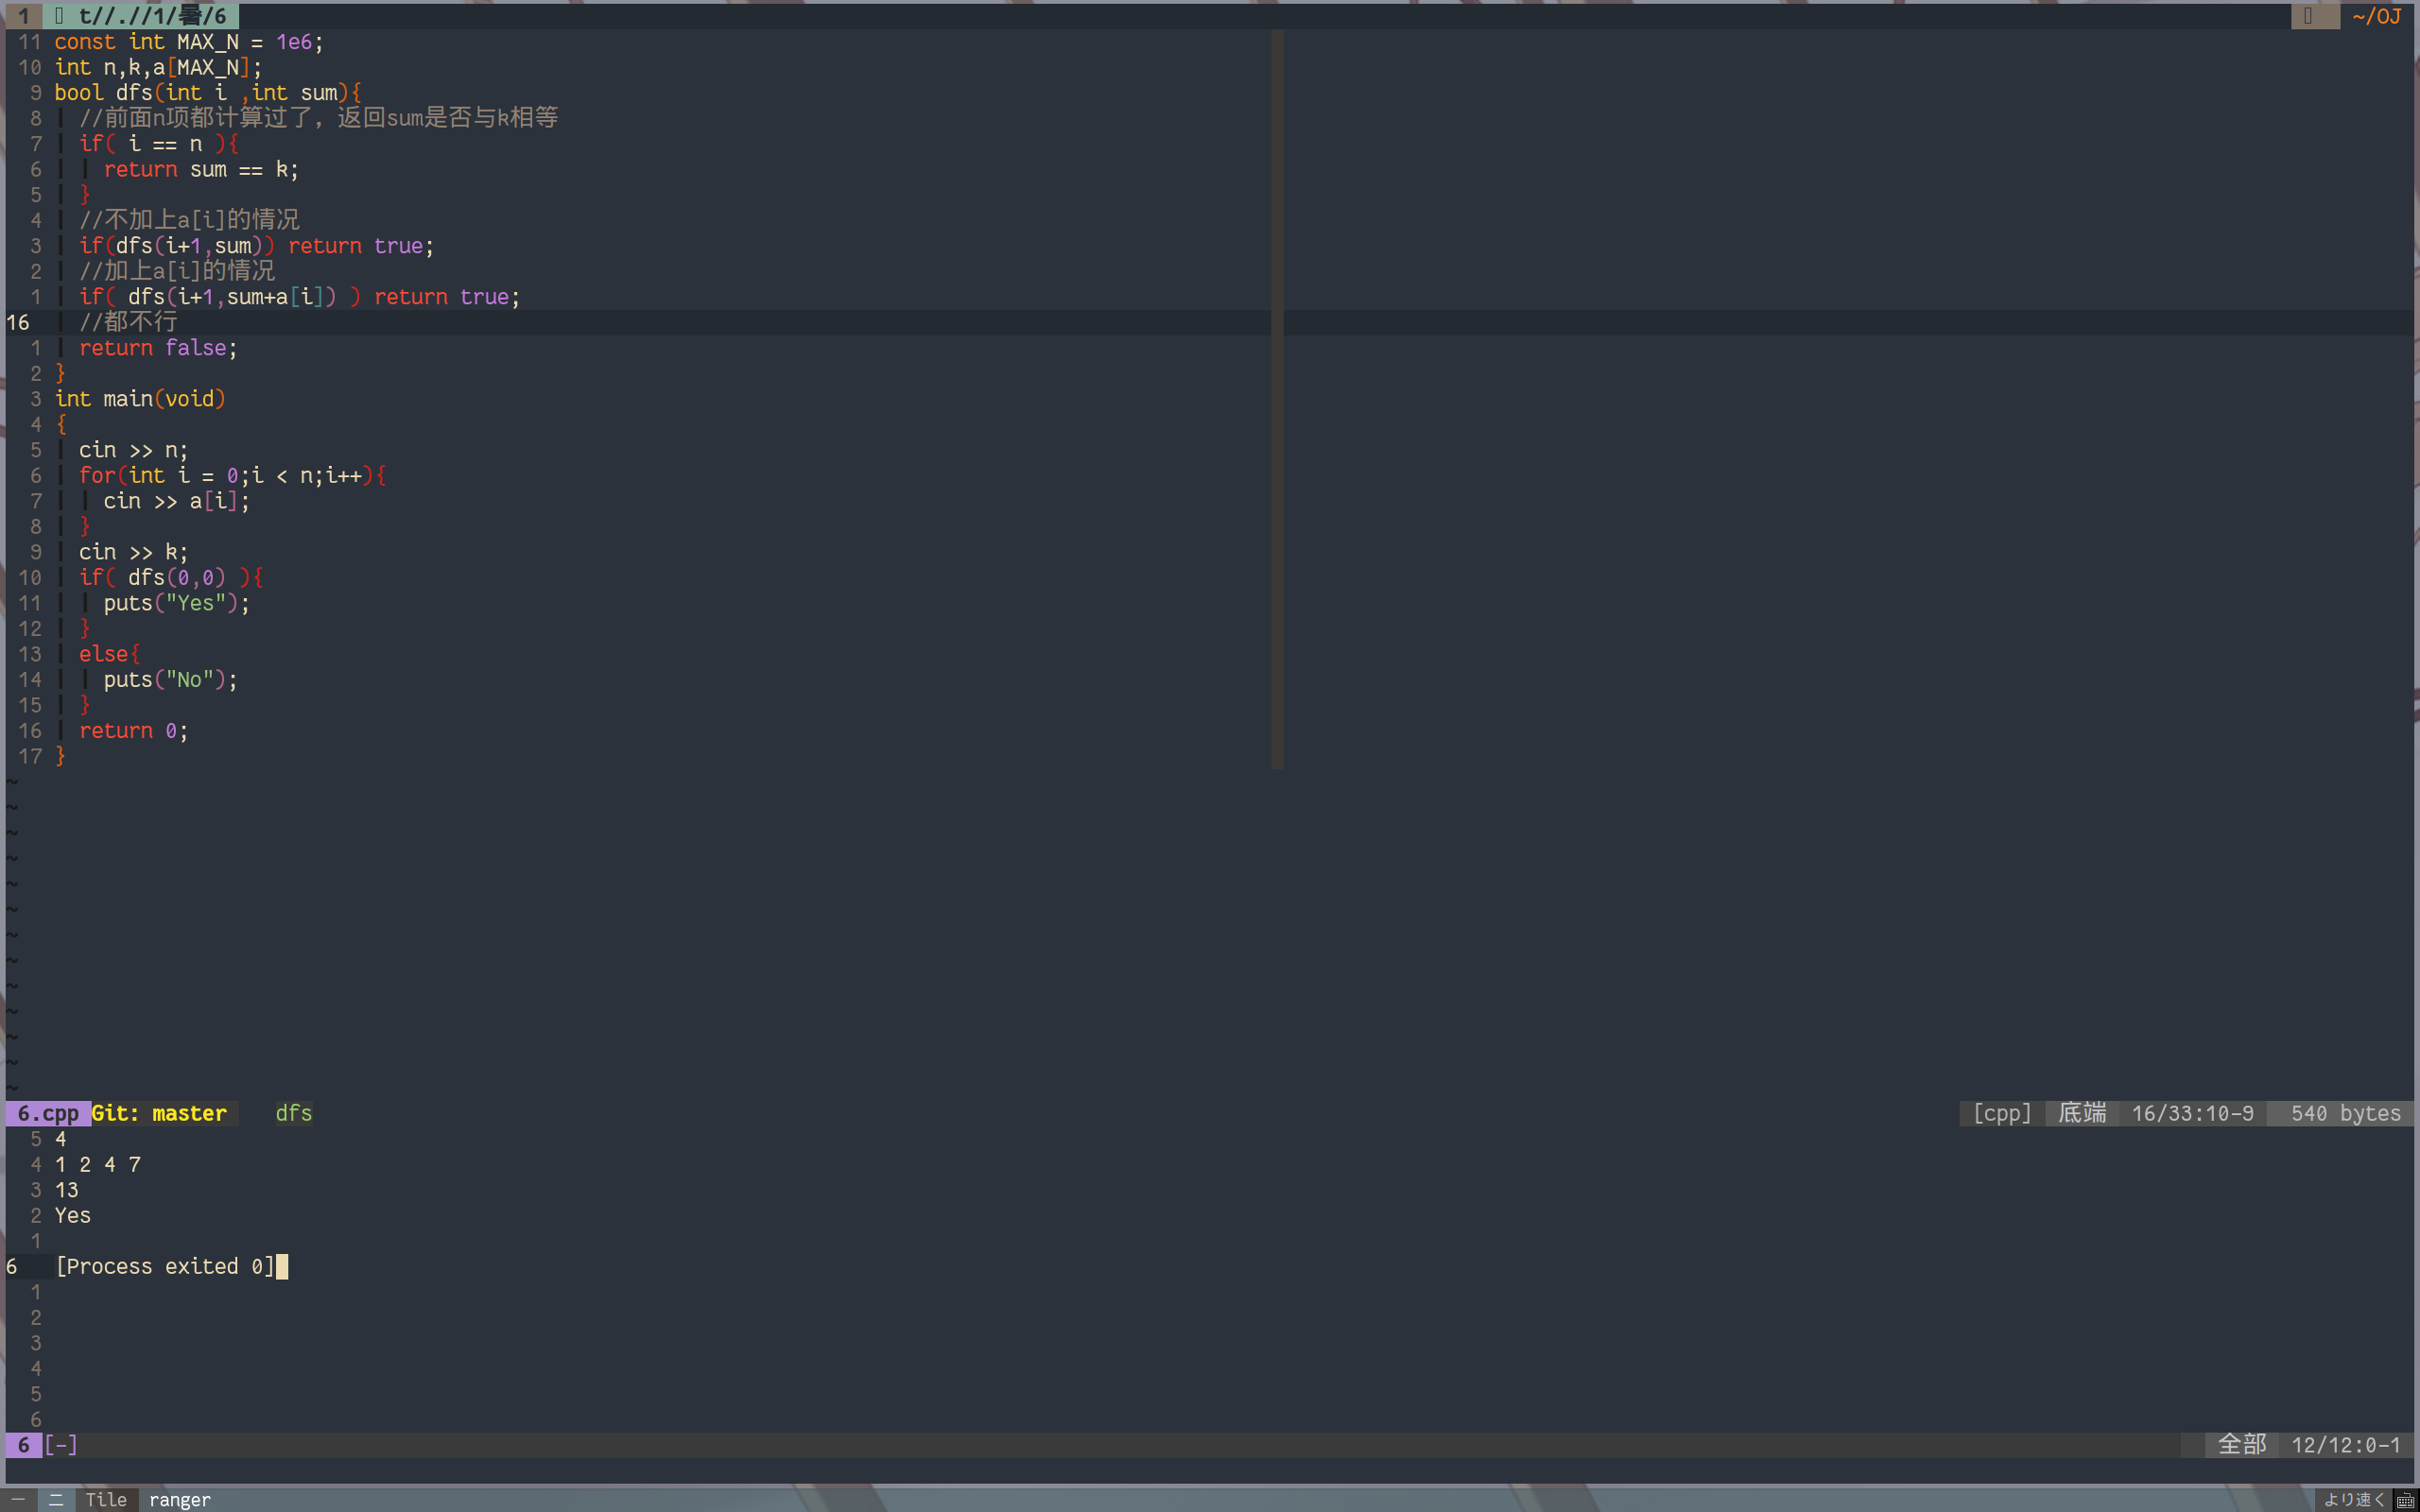 1 t//.//1/暑/6 ~/OJ
11 const int MAX_N = 1e6;
10 int n,k,a[MAX_N];
9 bool dfs(int i ,int sum){
8 //前面n项都计算过了，返回sum是否与k相等
7 if( i == n ){
6 return sum == k;
5 }
4 //不加上a[i]的情况
3 if(dfs(i+1,sum)) return true;
2 //加上a[i]的情况
1 if( dfs(i+1,sum+a[i]) ) return true;
16 //都不行
1 return false;
2 }
3 int main(void)
4 {
5 cin >> n;
6 for(int i = 0;i < n;i++){
7 cin >> a[i];
8 }
9 cin >> k;
10 if( dfs(0,0) ){
11 puts("Yes");
12 }
13 else{
14 puts("No");
15 }
16 return 0;
17 }
~
~
~
~
~
~
~
~
~
~
~
~
~
6.cpp Git: master dfs [cpp] 底端 16/33:10-9 540 bytes
5 4
4 1 2 4 7
3 13
2 Yes
1
6 [Process exited 0]
1
2
3
4
5
6
6 [-] 全部 12/12:0-1
一 二 Tile ranger より速く